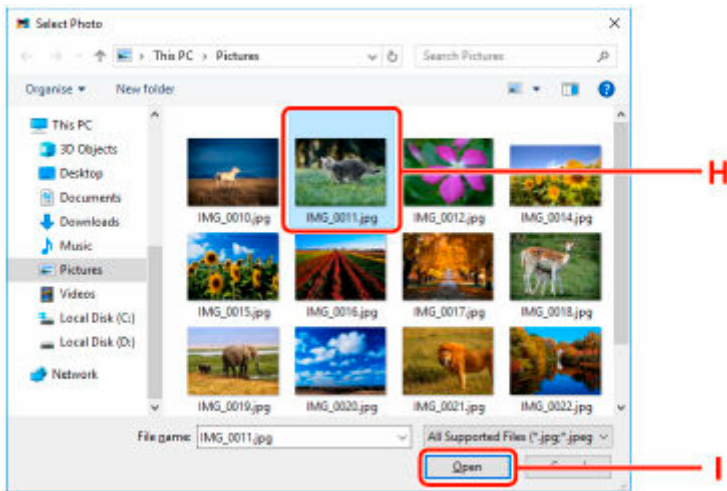 Select Photo
This PC > Pictures
Search Pictures
Organise
New folder
This PC
3D Objects
Desktop
Documents
Downloads
Music
Pictures
Videos
Local Disk (C:)
Local Disk (D:)
Network
IMG_0010.jpg
IMG_0011.jpg
IMG_0012.jpg
IMG_0014.jpg
IMG_0015.jpg
IMG_0016.jpg
IMG_0017.jpg
IMG_0018.jpg
IMG_0019.jpg
IMG_0020.jpg
IMG_0021.jpg
IMG_0022.jpg
H
File name: IMG_0011.jpg
All Supported Files (*.jpg;*.jpeg
Open
I